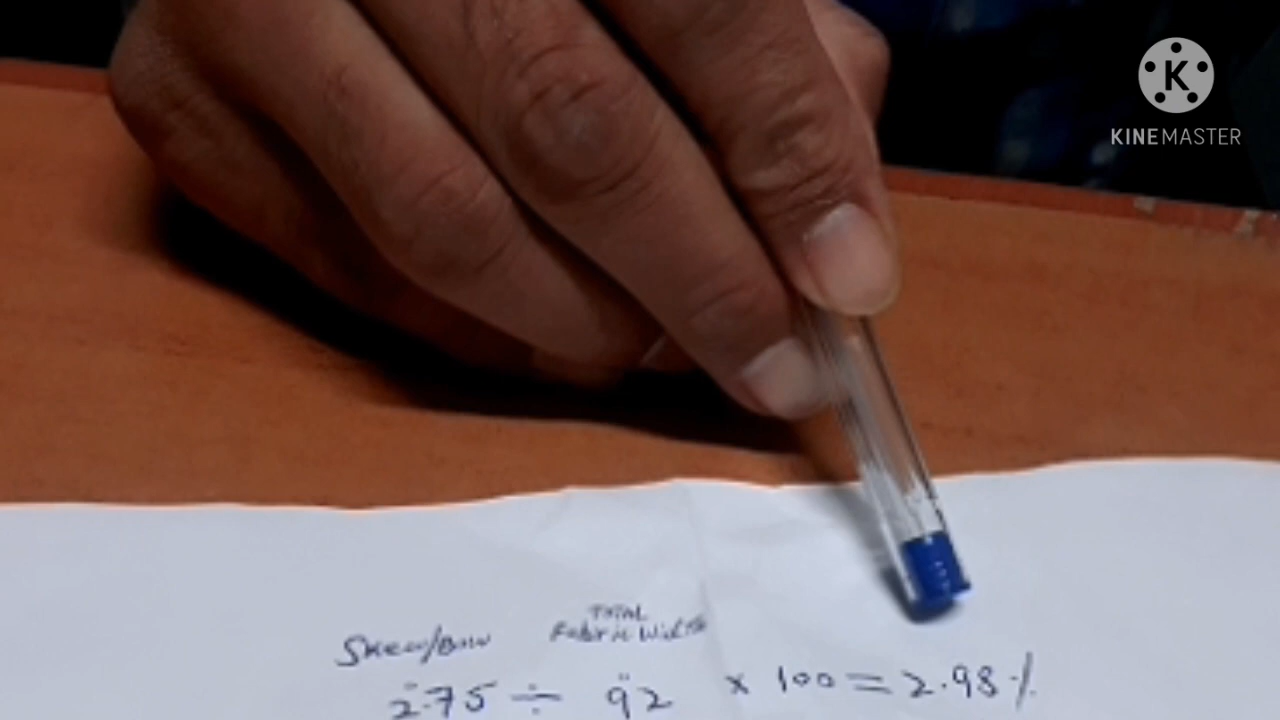 K
KINEMASTER
Total
Skew/Bow Fabric Width
2.75" ÷ 92" x 100 = 2.98%